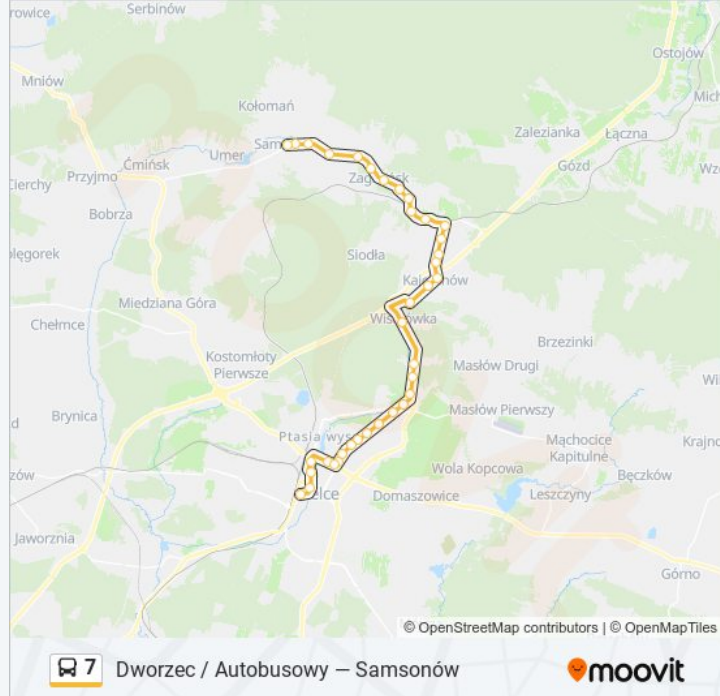 rowice
Serbinów
Ostojów
Mniów
Kołomań
Zalezianka
Łączna
Umer
Ćmińsk
Przyjmo
Gózd
Bobrza
Siodła
Miedziana Góra
Chełmce
Brzezinki
Kostomłoty
Pierwsze
Masłów Drugi
Masłów Pierwszy
Brynica
Mąchocice
Kapitulne
Wola Kopcowa
Bęczków
Domaszowice
Leszczyny
Jaworznia
Górno
© OpenStreetMap contributors | © OpenMapTiles
7 Dworzec / Autobusowy — Samsonów
moovit